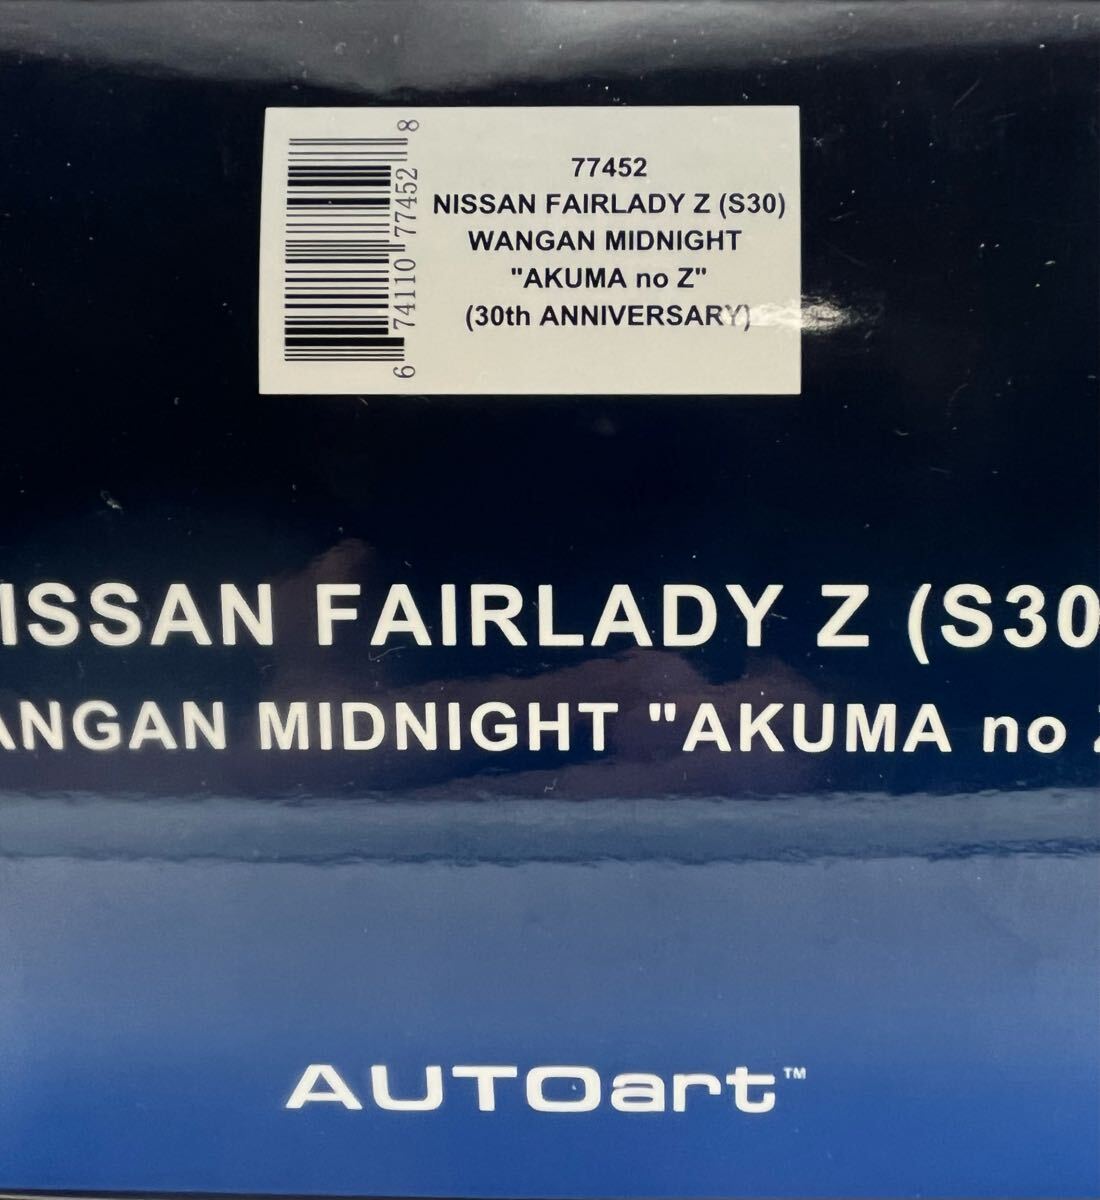 77452
NISSAN FAIRLADY Z (S30)
WANGAN MIDNIGHT
"AKUMA no Z"
(30th ANNIVERSARY)
6 74110 77452 8
ISSAN FAIRLADY Z (S30
ANGAN MIDNIGHT "AKUMA no Z
AUTOart™